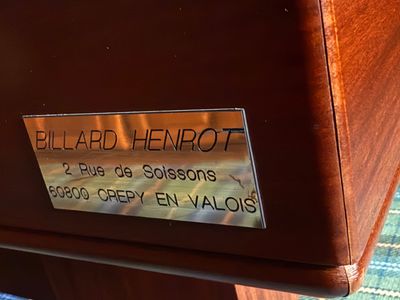 BILLARD HENROT
2 Rue de Soissons
60800 CREPY EN VALOIS